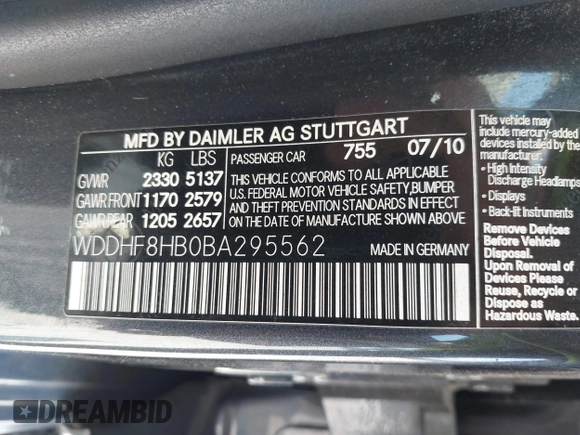 MFD BY DAIMLER AG STUTTGART
KG LBS PASSENGER CAR 755 07/10
GVWR 2330 5137
GAWR FRONT 1170 2579
GAWR REAR 1205 2657
THIS VEHICLE CONFORMS TO ALL APPLICABLE
U.S. FEDERAL MOTOR VEHICLE SAFETY, BUMPER
AND THEFT PREVENTION STANDARDS IN EFFECT
ON THE DATE OF MANUFACTURE SHOWN ABOVE
WDDHF8HB0BA295562
This vehicle may
include mercury-added
devices installed by the
manufacturer:
- High Intensity
Discharge Headlamps
- Displays
- Back-lit Instruments
Remove Devices
Before Vehicle
Disposal.
Upon Removal of
Devices Please
Reuse, Recycle or
Dispose as
Hazardous Waste.
DREAMBID